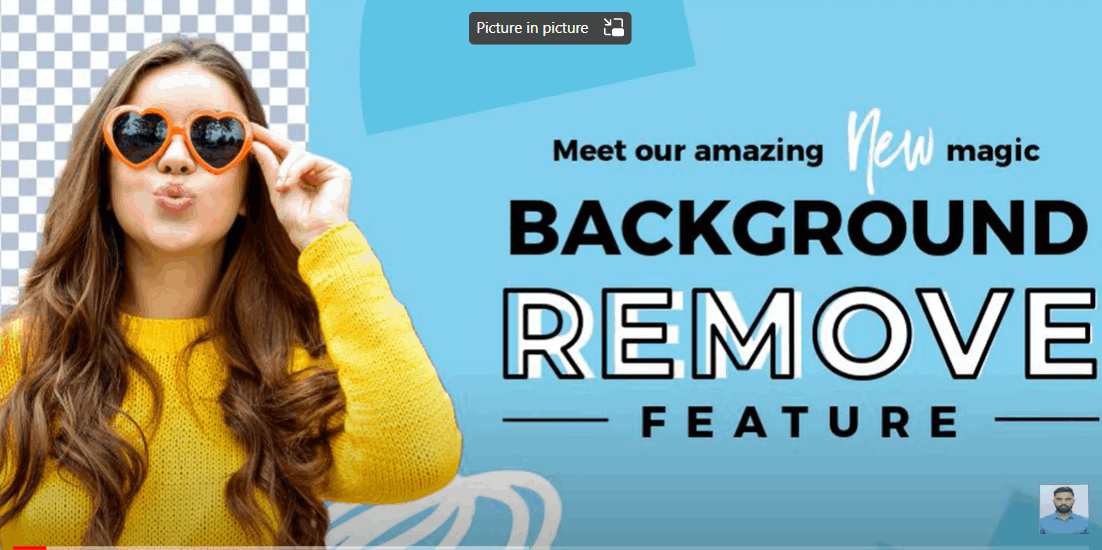 Picture in picture
Meet our amazing New magic
BACKGROUND
REMOVE
FEATURE